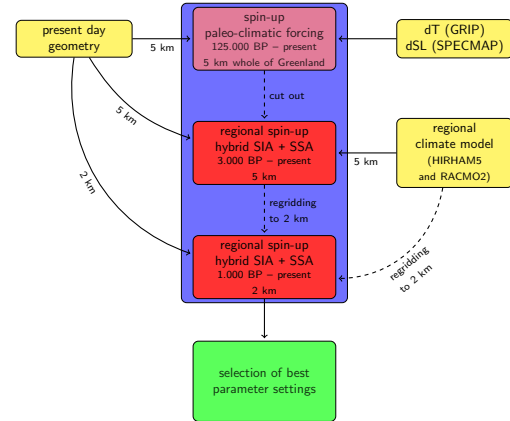 present day
geometry
5 km
spin-up
paleo-climatic forcing
125.000 BP – present
5 km whole of Greenland
dT (GRIP)
dSL (SPECMAP)
cut out
5 km
2 km
regional spin-up
hybrid SIA + SSA
3.000 BP – present
5 km
5 km
regional
climate model
(HIRHAM5
and RACMO2)
regridding
to 2 km
regridding
to 2 km
regional spin-up
hybrid SIA + SSA
1.000 BP – present
2 km
selection of best
parameter settings